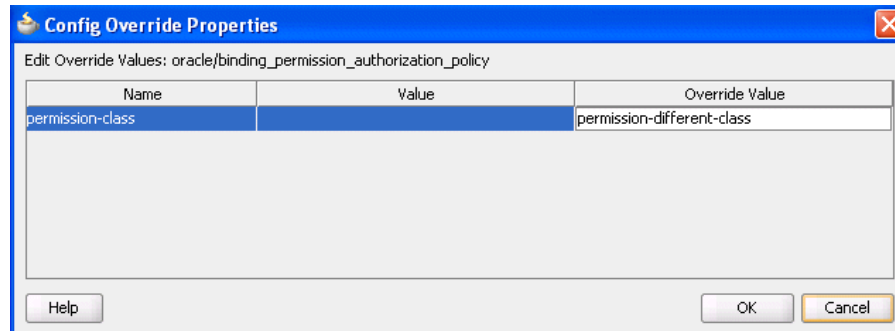 Config Override Properties
Edit Override Values: oracle/binding_permission_authorization_policy
Name Value Override Value
permission-class permission-different-class
Help OK Cancel